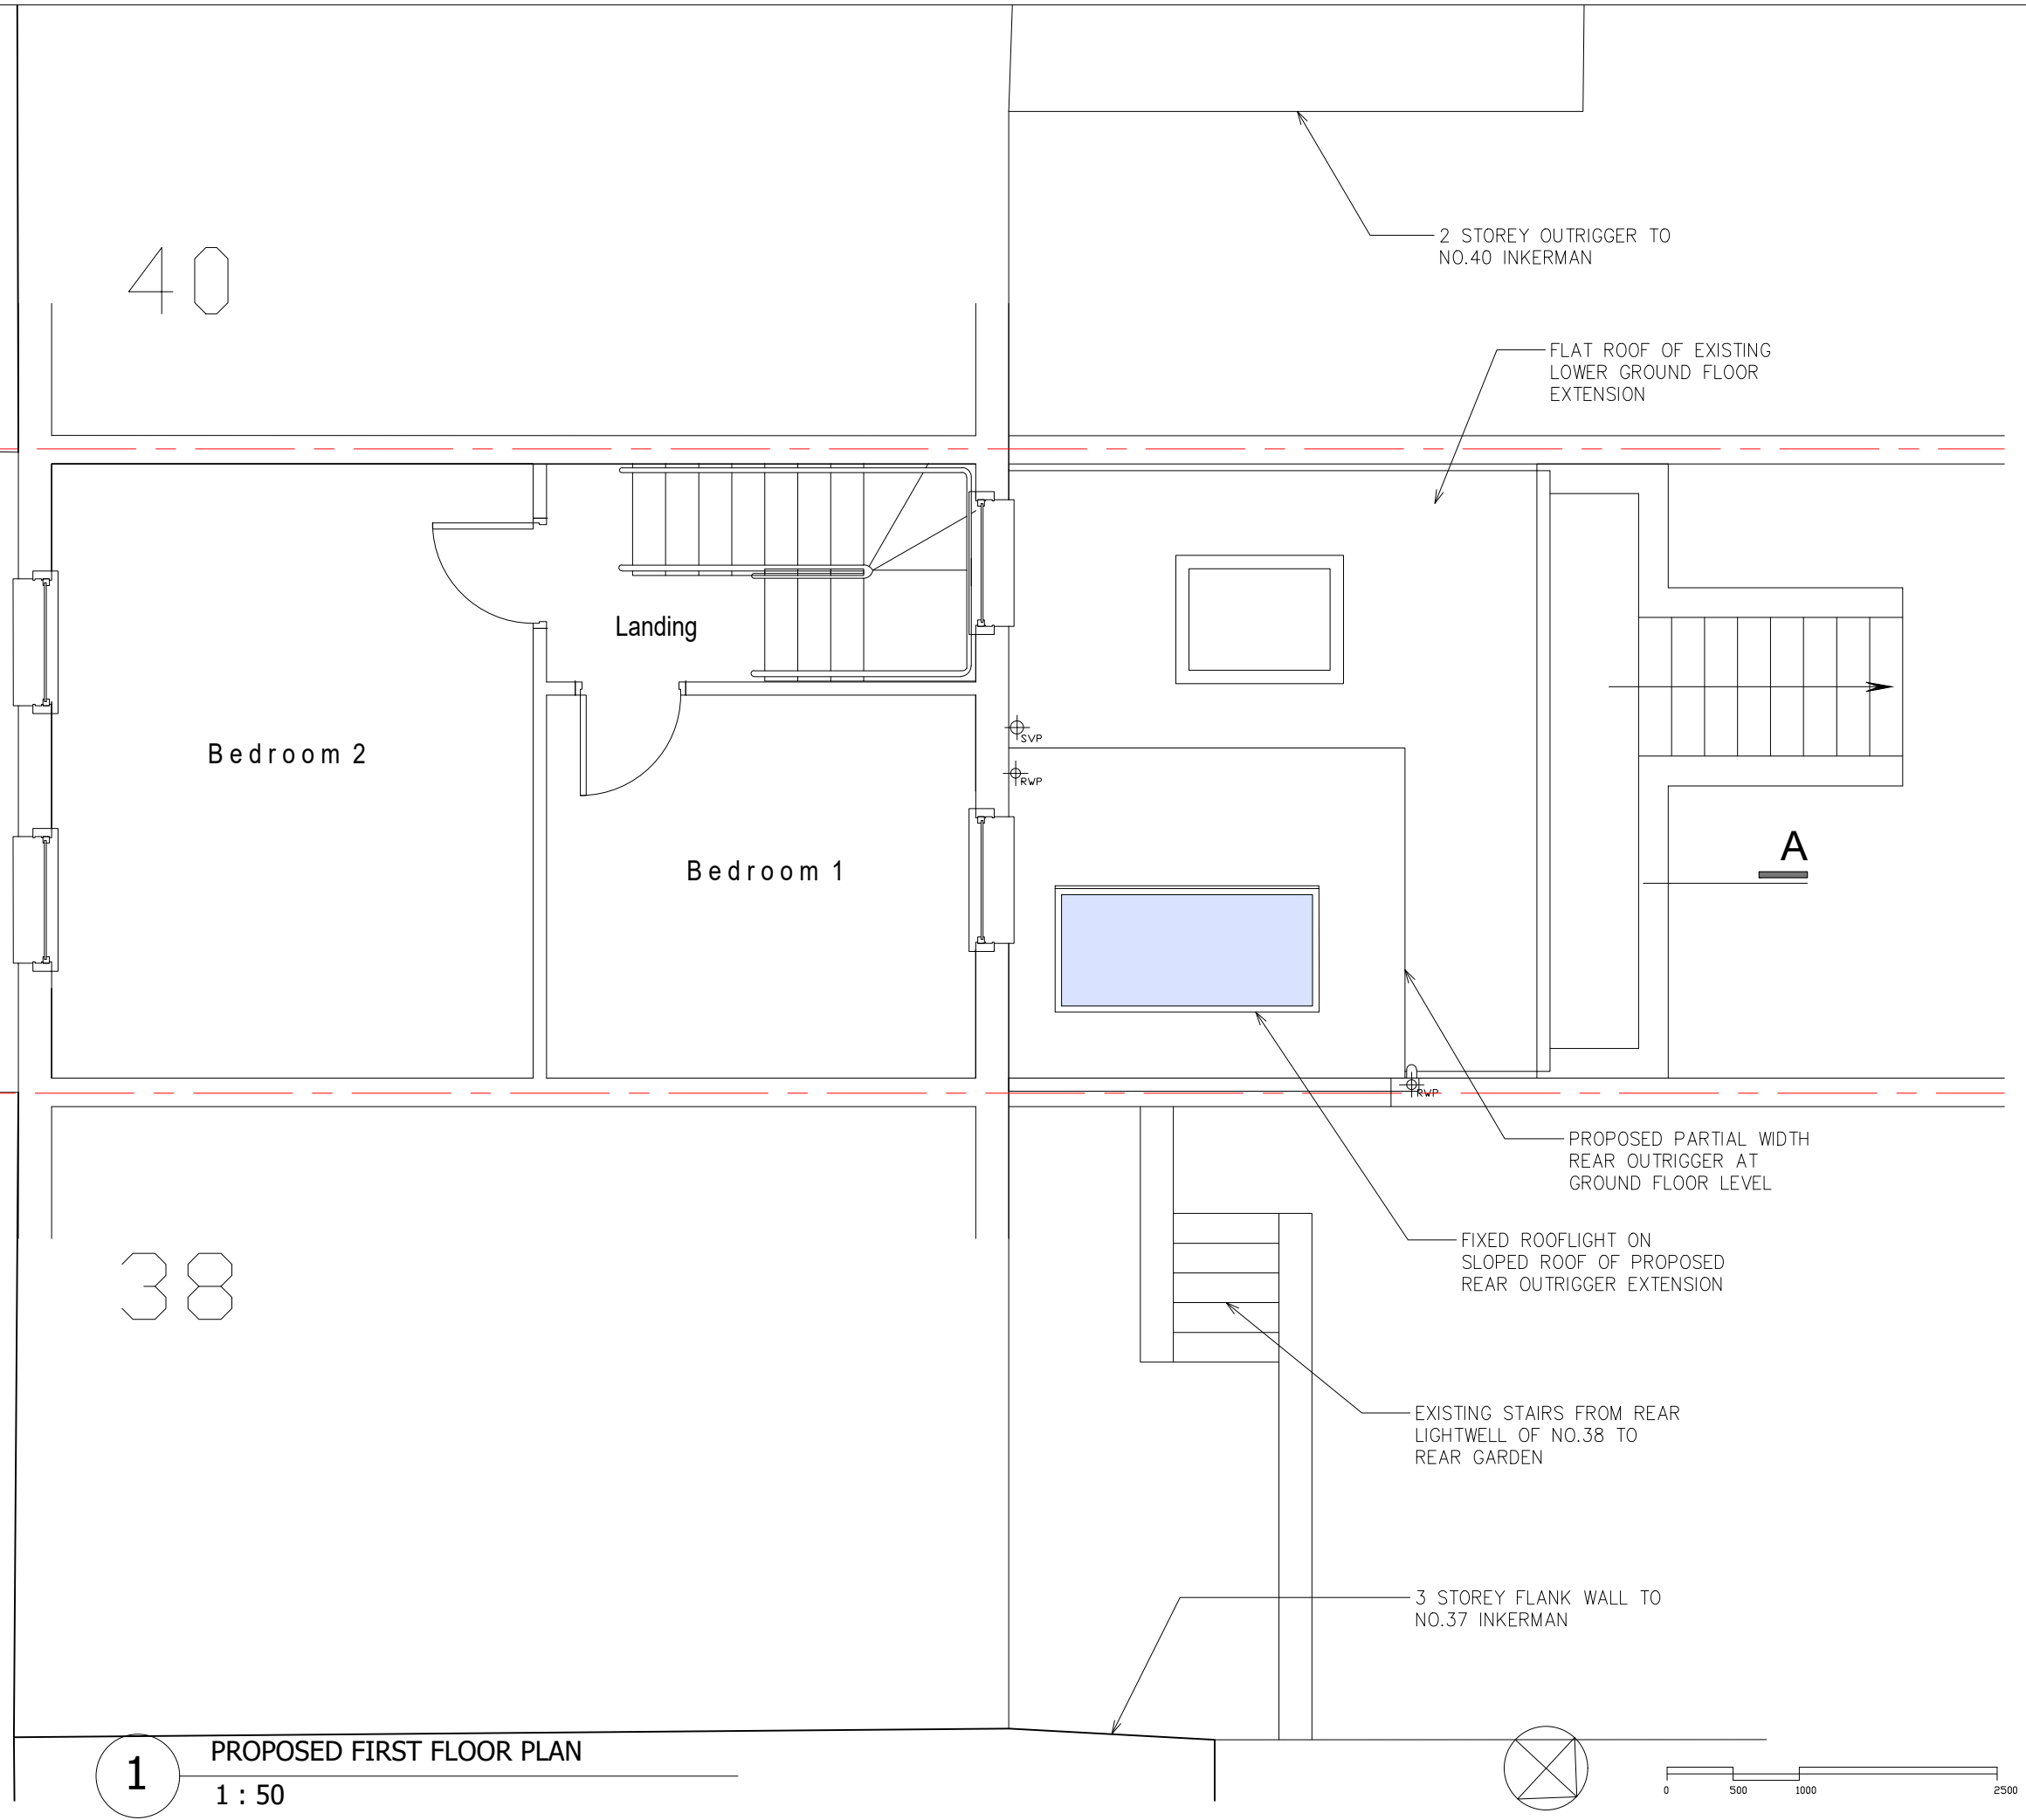 40
2 STOREY OUTRIGGER TO
NO.40 INKERMAN
FLAT ROOF OF EXISTING
LOWER GROUND FLOOR
EXTENSION
Landing
SVP
Bedroom 2
RWP
A
Bedroom 1
RWP
PROPOSED PARTIAL WIDTH
REAR OUTRIGGER AT
GROUND FLOOR LEVEL
FIXED ROOFLIGHT ON
SLOPED ROOF OF PROPOSED
REAR OUTRIGGER EXTENSION
38
EXISTING STAIRS FROM REAR
LIGHTWELL OF NO.38 TO
REAR GARDEN
3 STOREY FLANK WALL TO
NO.37 INKERMAN
1
PROPOSED FIRST FLOOR PLAN
1 : 50
0 500 1000 2500